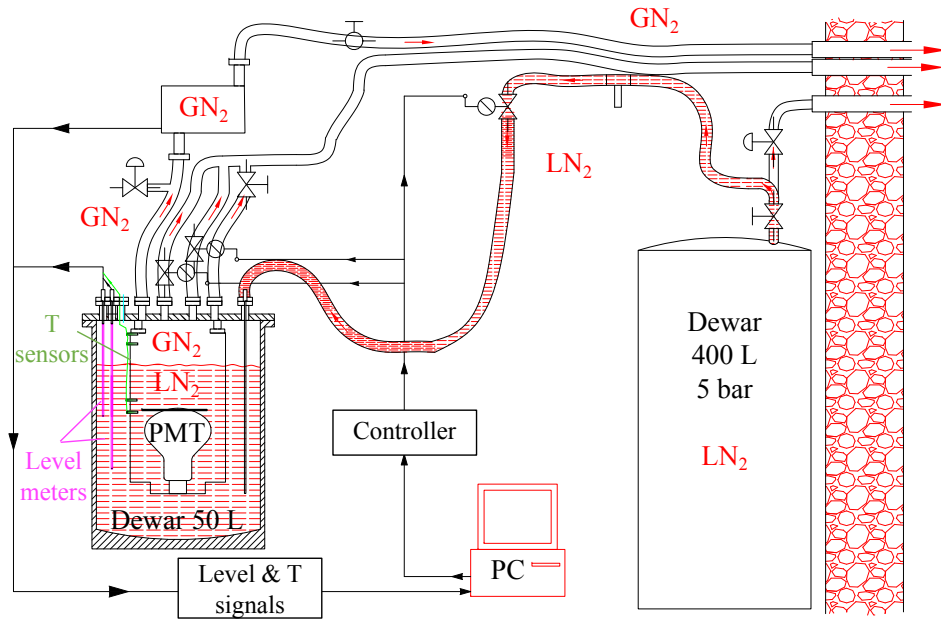 GN₂
GN₂
LN₂
GN₂
T
sensors
GN₂
LN₂
PMT
Level
meters
Dewar 50 L
Dewar
400 L
5 bar
LN₂
Controller
Level & T
signals
PC